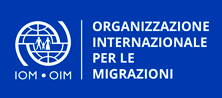 IOM • OIM
ORGANIZZAZIONE
INTERNAZIONALE
PER LE
MIGRAZIONI